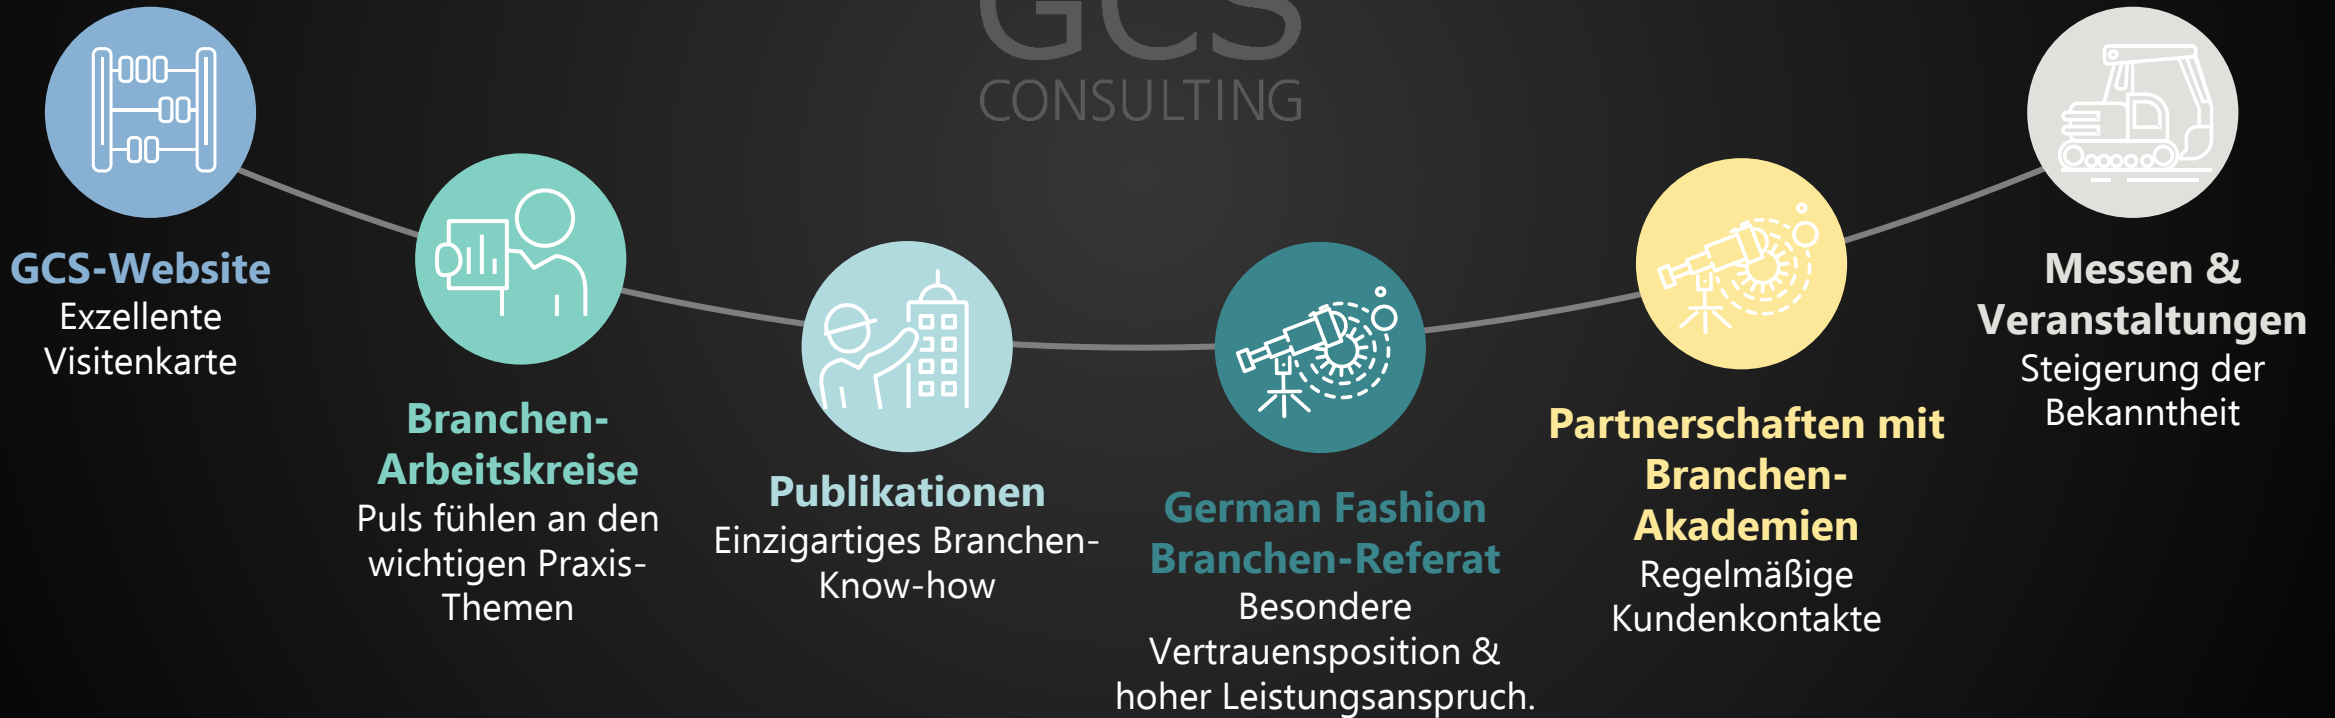 GCS
CONSULTING
GCS-Website
Exzellente
Visitenkarte
Branchen-
Arbeitskreise
Puls fühlen an den
wichtigen Praxis-
Themen
Publikationen
Einzigartiges Branchen-
Know-how
German Fashion
Branchen-Referat
Besondere
Vertrauensposition &
hoher Leistungsanspruch.
Partnerschaften mit
Branchen-
Akademien
Regelmäßige
Kundenkontakte
Messen &
Veranstaltungen
Steigerung der
Bekanntheit